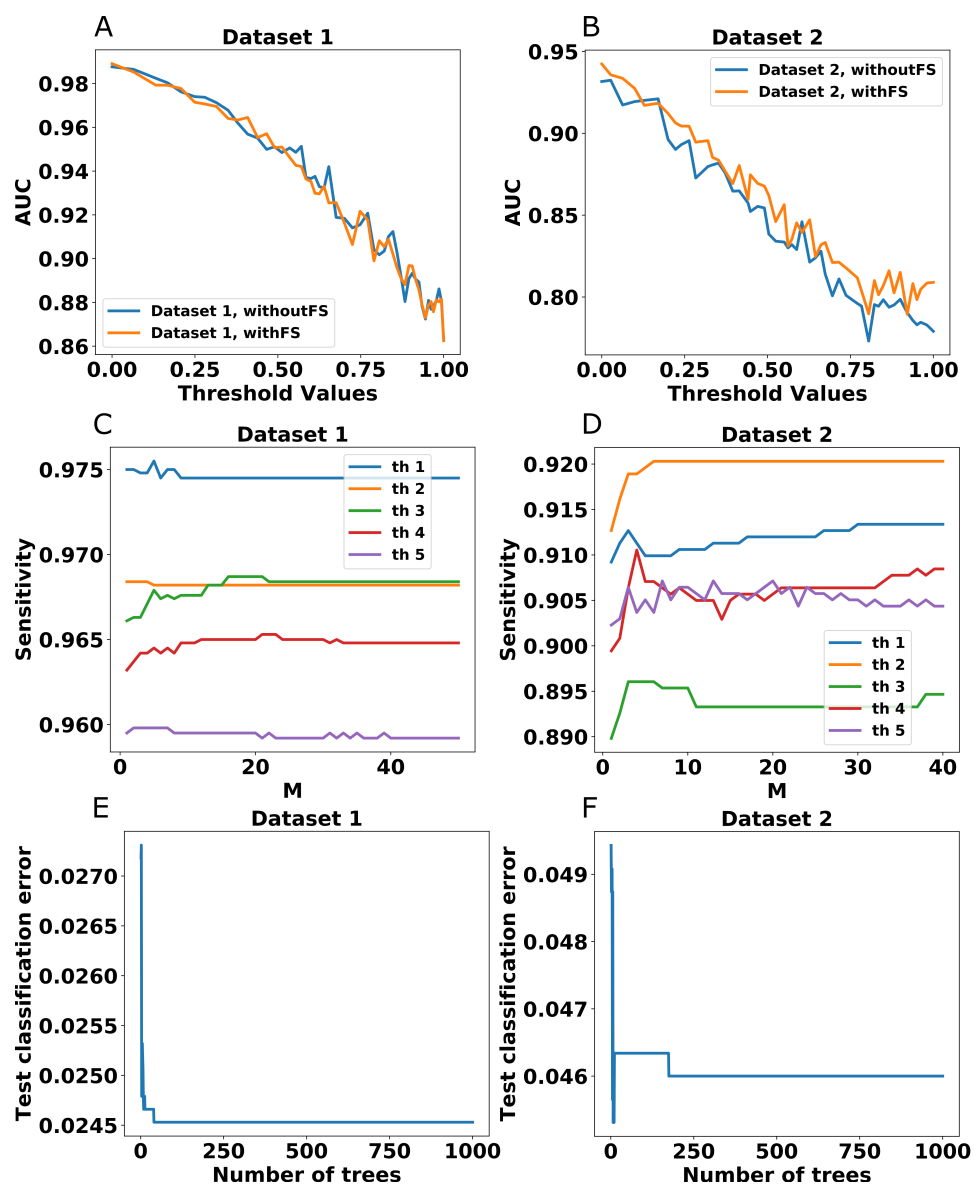 A
Dataset 1
0.98
0.96
0.94
0.92
0.90
0.88
0.86
AUC
Dataset 1, withoutFS
Dataset 1, withFS
0.00 0.25 0.50 0.75 1.00
Threshold Values
B
Dataset 2
0.95
0.90
0.85
0.80
AUC
Dataset 2, withoutFS
Dataset 2, withFS
0.00 0.25 0.50 0.75 1.00
Threshold Values
C
Dataset 1
0.975
0.970
0.965
0.960
Sensitivity
th 1
th 2
th 3
th 4
th 5
0 20 40
M
D
Dataset 2
0.920
0.915
0.910
0.905
0.900
0.895
0.890
Sensitivity
th 1
th 2
th 3
th 4
th 5
0 10 20 30 40
M
E
Dataset 1
0.0270
0.0265
0.0260
0.0255
0.0250
0.0245
Test classification error
0 250 500 750 1000
Number of trees
F
Dataset 2
0.049
0.048
0.047
0.046
Test classification error
0 250 500 750 1000
Number of trees